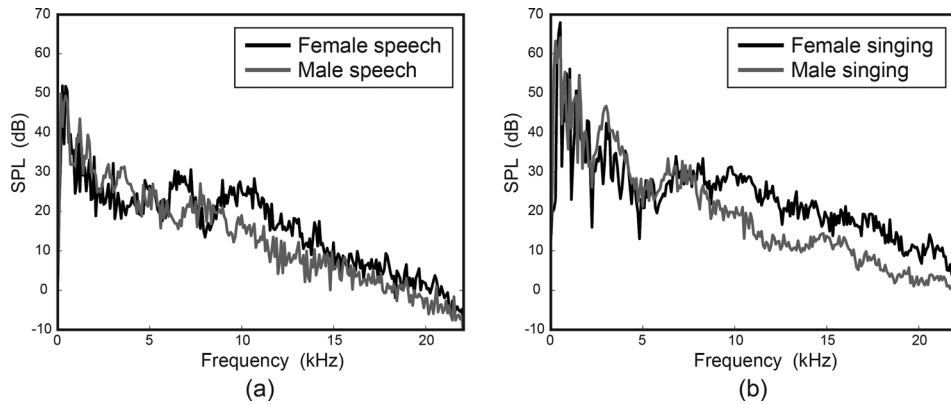 70
60
50
40
30
20
10
0
-10
SPL (dB)
Female speech
Male speech
0 5 10 15 20
Frequency (kHz)
(a)
70
60
50
40
30
20
10
0
-10
SPL (dB)
Female singing
Male singing
0 5 10 15 20
Frequency (kHz)
(b)